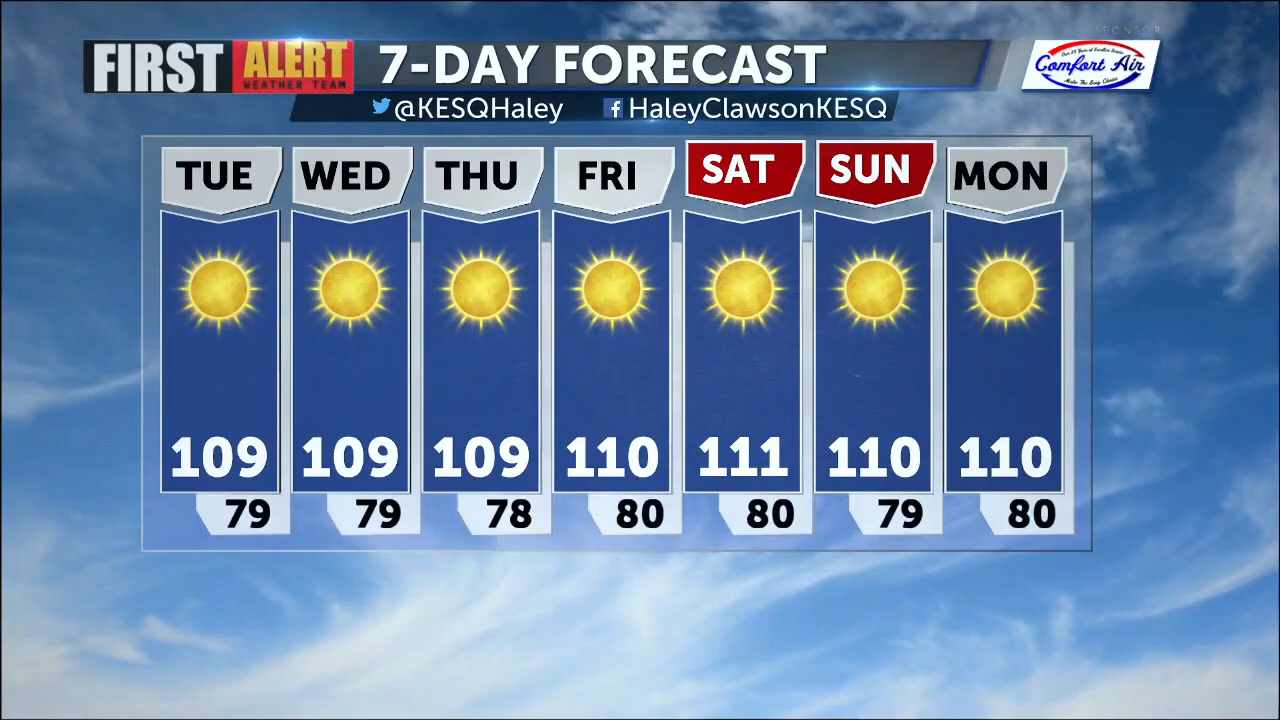 SPONSOR
FIRST ALERT WEATHER TEAM
7-DAY FORECAST
Comfort Air
@KESQHaley HaleyClawsonKESQ
TUE WED THU FRI SAT SUN MON
109 109 109 110 111 110 110
79 79 78 80 80 79 80